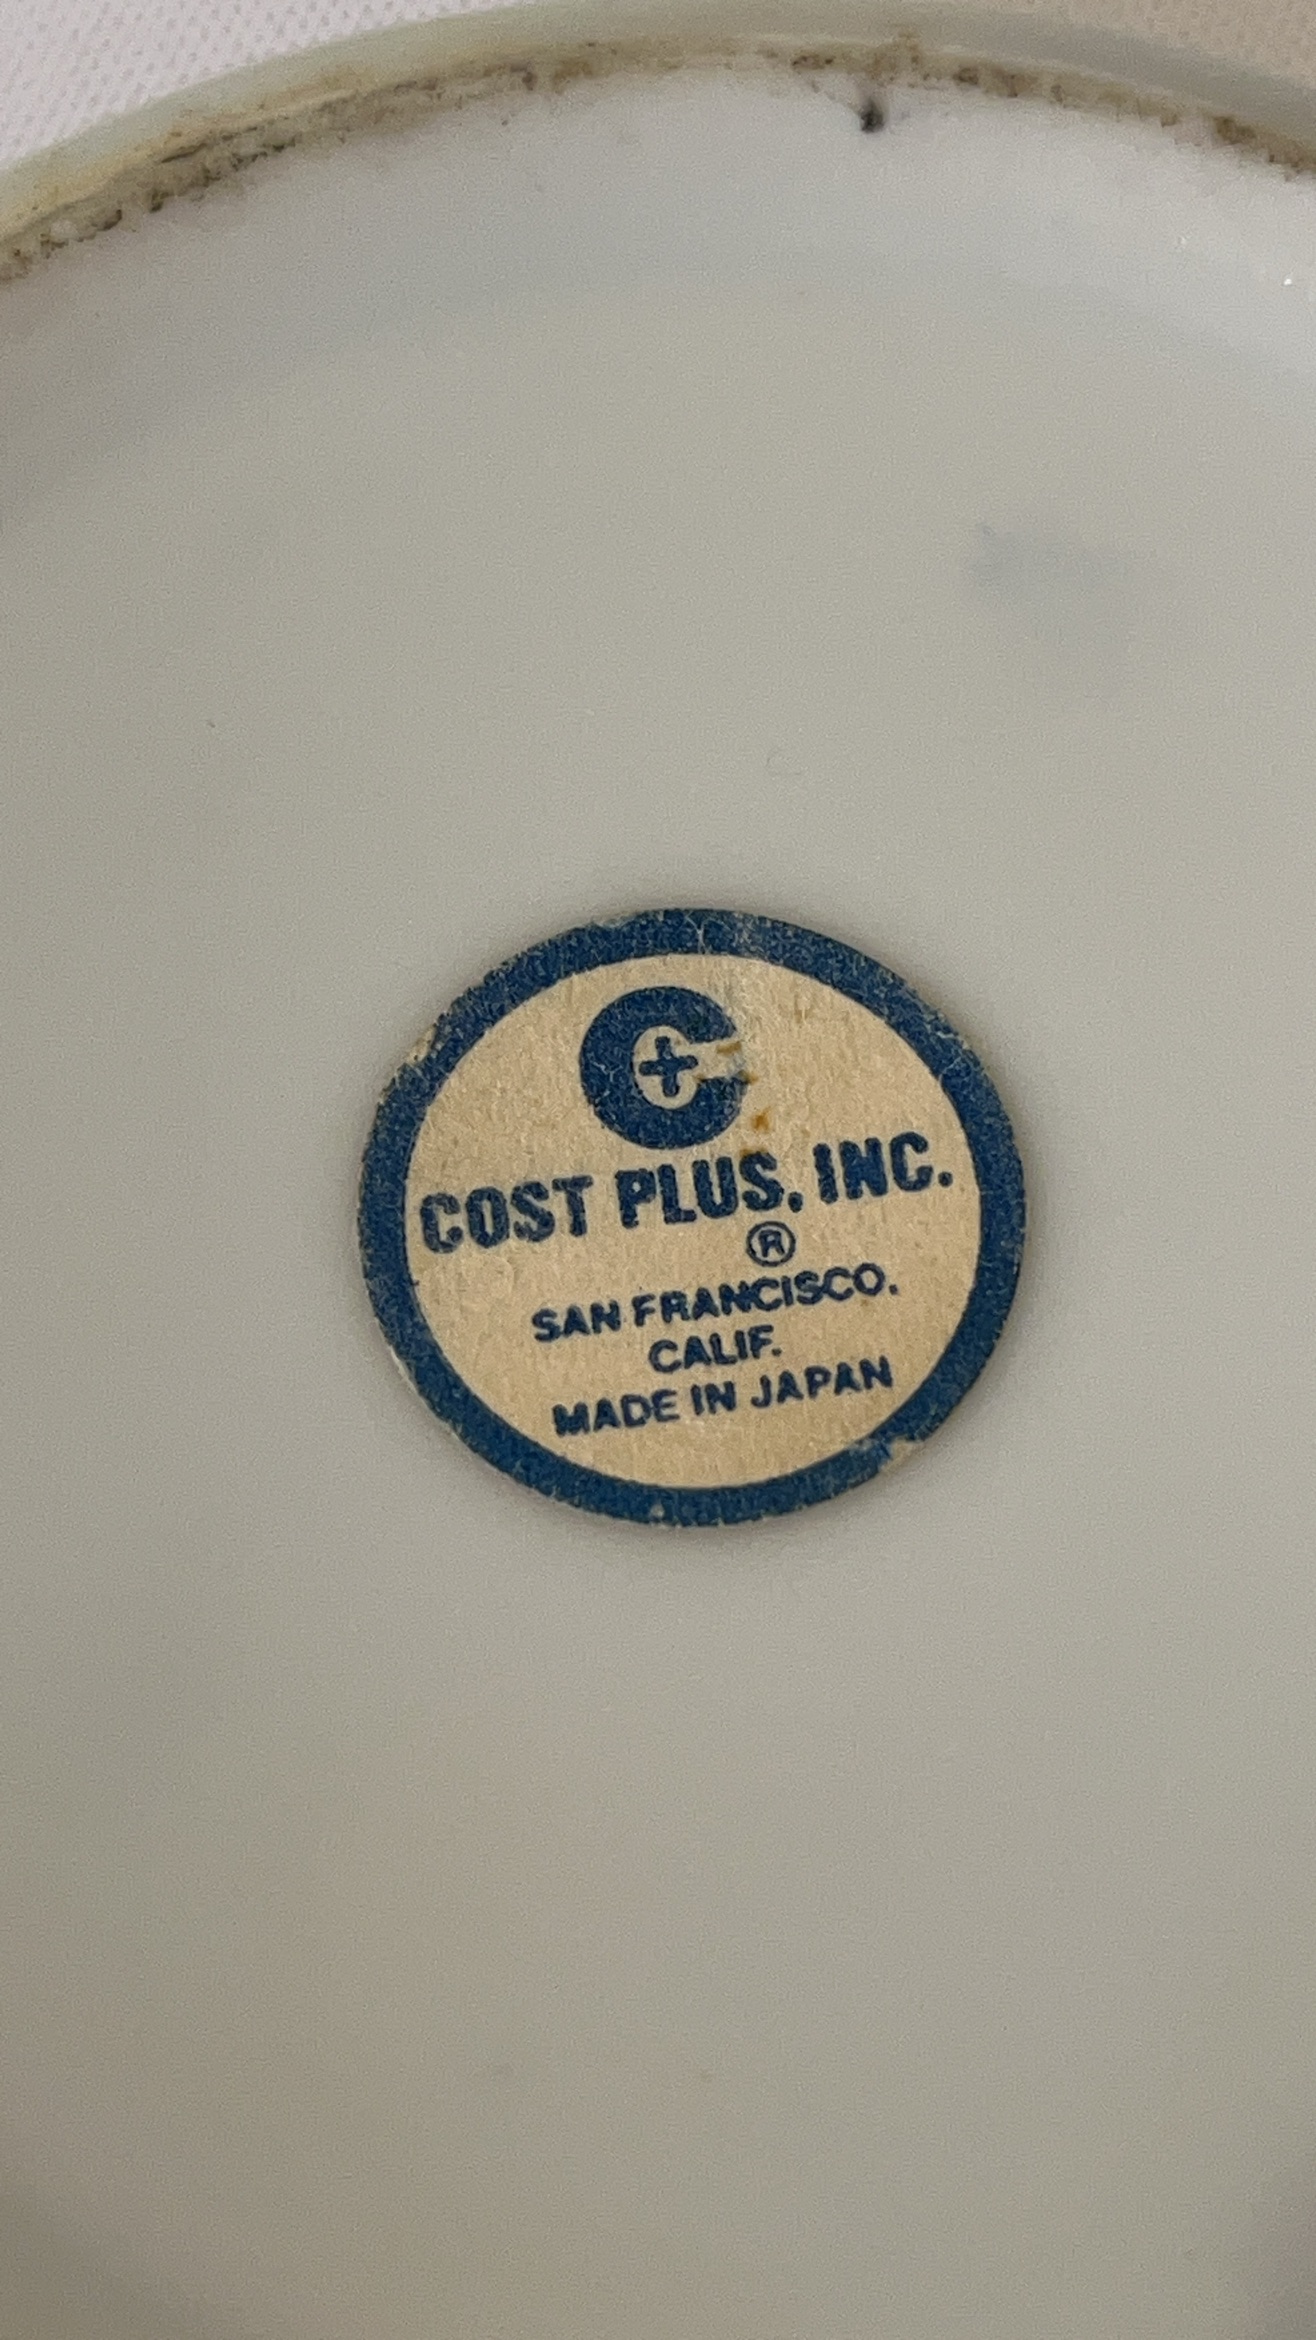 C+
COST PLUS, INC.
®
SAN FRANCISCO,
CALIF.
MADE IN JAPAN